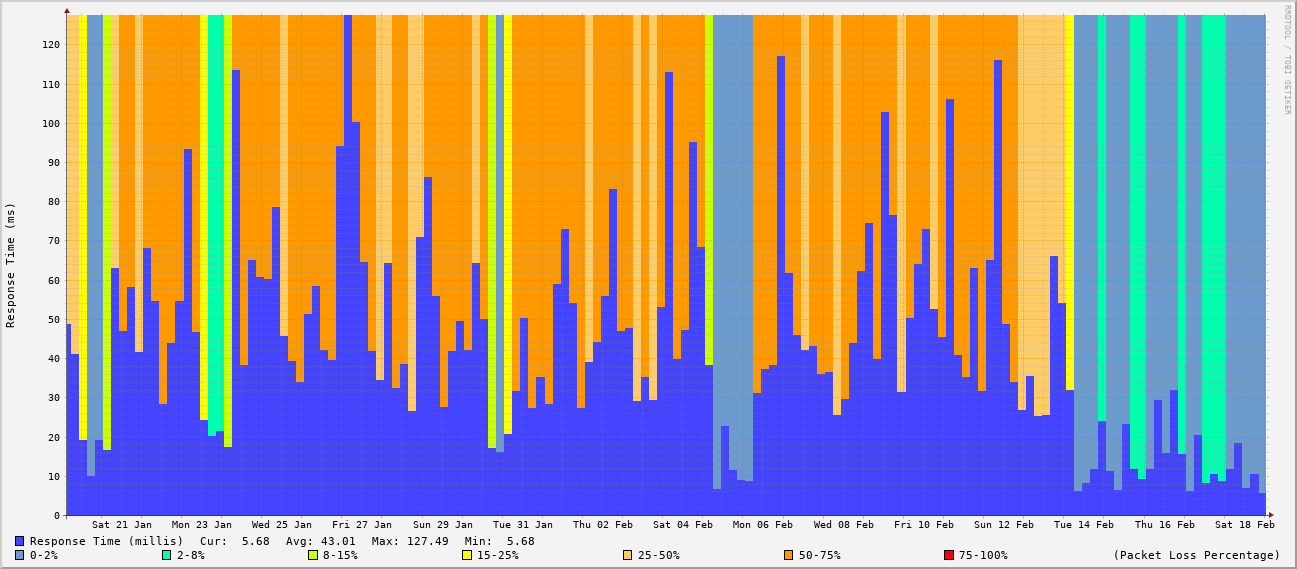 RRDTOOL / TOBI OETIKER
Response Time (ms)
120
110
100
90
80
70
60
50
40
30
20
10
0
Sat 21 Jan Mon 23 Jan Wed 25 Jan Fri 27 Jan Sun 29 Jan Tue 31 Jan Thu 02 Feb Sat 04 Feb Mon 06 Feb Wed 08 Feb Fri 10 Feb Sun 12 Feb Tue 14 Feb Thu 16 Feb Sat 18 Feb
Response Time (millis) Cur: 5.68 Avg: 43.01 Max: 127.49 Min: 5.68
0-2% 2-8% 8-15% 15-25% 25-50% 50-75% 75-100% (Packet Loss Percentage)